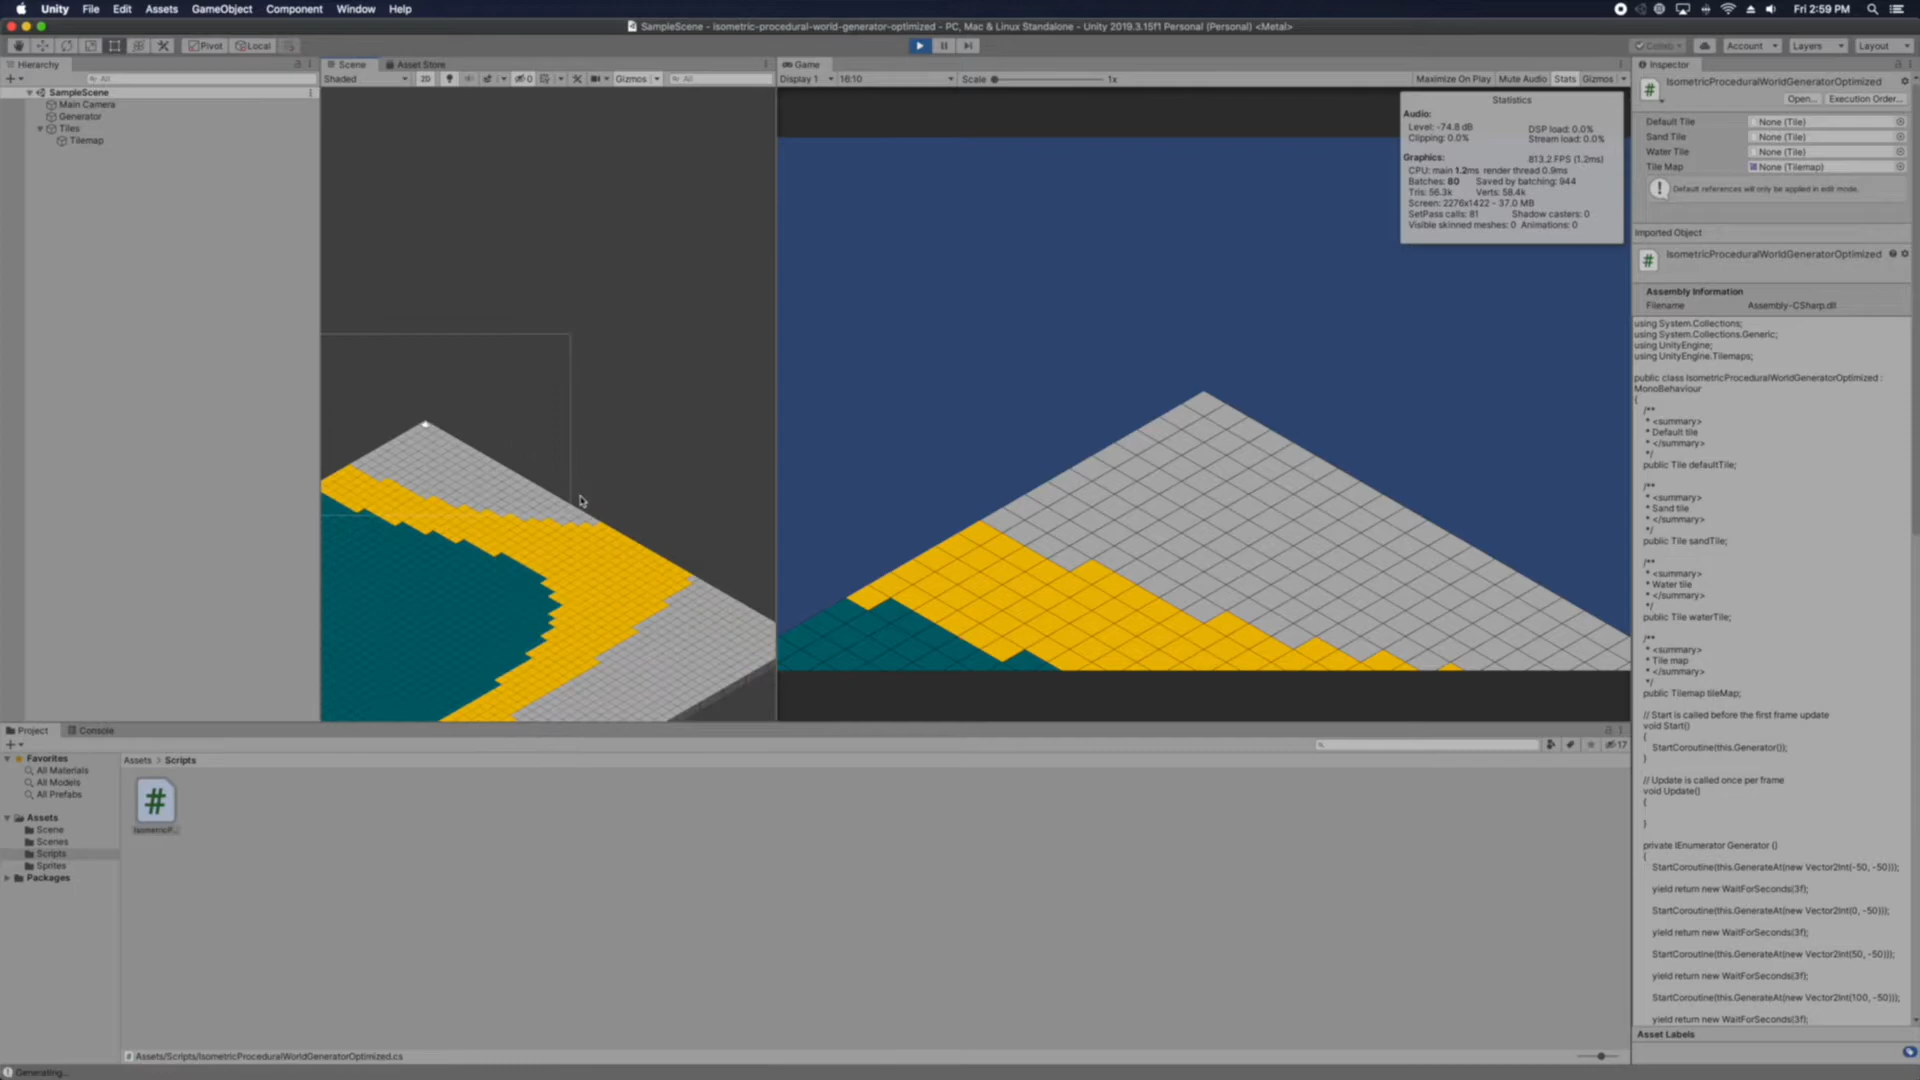 Unity File Edit Assets GameObject Component Window Help Fri 2:59 PM
SampleScene - isometric-procedural-world-generator-optimized - PC, Mac & Linux Standalone - Unity 2019.3.15f1 Personal (Personal) <Metal>
Pivot Local Collab Account Layers Layout
Hierarchy
All
SampleScene
Main Camera
Generator
Tiles
Tilemap
Scene Asset Store
Shaded 2D 0 Gizmos All
Game
Display 1 16:10 Scale 1x Maximize On Play Mute Audio Stats Gizmos
Statistics
Audio:
Level: -74.8 dB DSP load: 0.0%
Clipping: 0.0% Stream load: 0.0%
Graphics: 813.2 FPS (1.2ms)
CPU: main 1.2ms render thread 0.9ms
Batches: 80 Saved by batching: 944
Tris: 56.3k Verts: 58.4k
Screen: 2276x1422 - 37.0 MB
SetPass calls: 81 Shadow casters: 0
Visible skinned meshes: 0 Animations: 0
Inspector
IsometricProceduralWorldGeneratorOptimized
Open... Execution Order...
Default Tile None (Tile)
Sand Tile None (Tile)
Water Tile None (Tile)
Tile Map None (Tilemap)
Default references will only be applied in edit mode.
Imported Object
IsometricProceduralWorldGeneratorOptimized
Assembly Information
Filename Assembly-CSharp.dll
using System.Collections;
using System.Collections.Generic;
using UnityEngine;
using UnityEngine.Tilemaps;
public class IsometricProceduralWorldGeneratorOptimized :
MonoBehaviour
{
/**
* <summary>
* Default tile
* </summary>
*/
public Tile defaultTile;
/**
* <summary>
* Sand tile
* </summary>
*/
public Tile sandTile;
/**
* <summary>
* Water tile
* </summary>
*/
public Tile waterTile;
/**
* <summary>
* Tile map
* </summary>
*/
public Tilemap tileMap;
// Start is called before the first frame update
void Start()
{
StartCoroutine(this.Generator());
}
// Update is called once per frame
void Update()
{
}
private IEnumerator Generator ()
{
StartCoroutine(this.GenerateAt(new Vector2Int(-50, -50)));
yield return new WaitForSeconds(3f);
StartCoroutine(this.GenerateAt(new Vector2Int(0, -50)));
yield return new WaitForSeconds(3f);
StartCoroutine(this.GenerateAt(new Vector2Int(50, -50)));
yield return new WaitForSeconds(3f);
StartCoroutine(this.GenerateAt(new Vector2Int(100, -50)));
yield return new WaitForSeconds(3f);
Asset Labels
Project Console
17
Favorites
All Materials
All Models
All Prefabs
Assets
Scene
Scenes
Scripts
Sprites
Packages
Assets > Scripts
IsometricP...
Assets/Scripts/IsometricProceduralWorldGeneratorOptimized.cs
Generating...